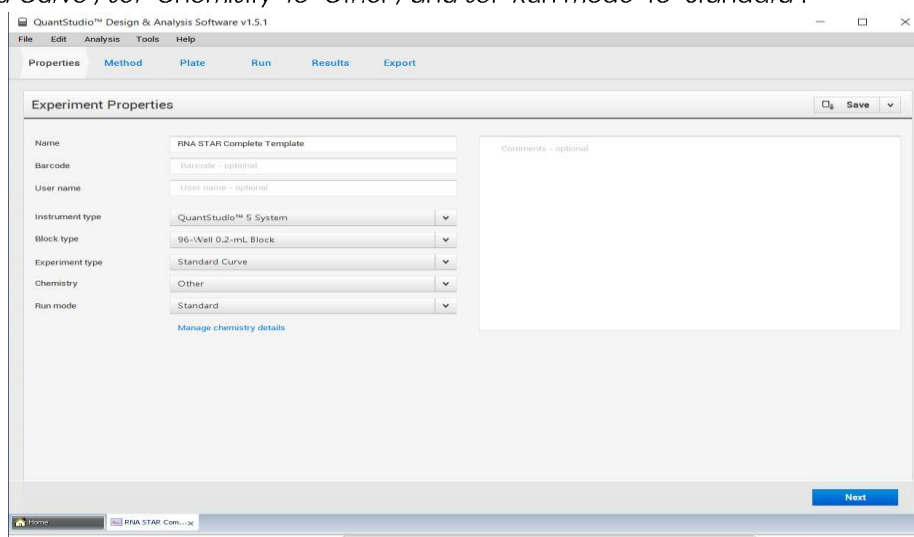 Curve', set 'Chemistry' to 'Other', and set 'Run mode' to 'Standard'.
QuantStudio™ Design & Analysis Software v1.5.1
File Edit Analysis Tools Help
Properties Method Plate Run Results Export
Experiment Properties
Save
Name RNA STAR Complete Template
Comments - optional
Barcode Barcode - optional
User name User name - optional
Instrument type QuantStudio™ 5 System
Block type 96-Well 0.2-mL Block
Experiment type Standard Curve
Chemistry Other
Run mode Standard
Manage chemistry details
Next
Home RNA STAR Com...